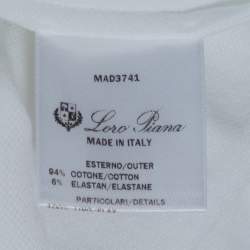 MAD3741
Loro Piana
MADE IN ITALY
ESTERNO/OUTER
94% COTONE/COTTON
6% ELASTAN/ELASTANE
PARTICOLARI/DETAILS